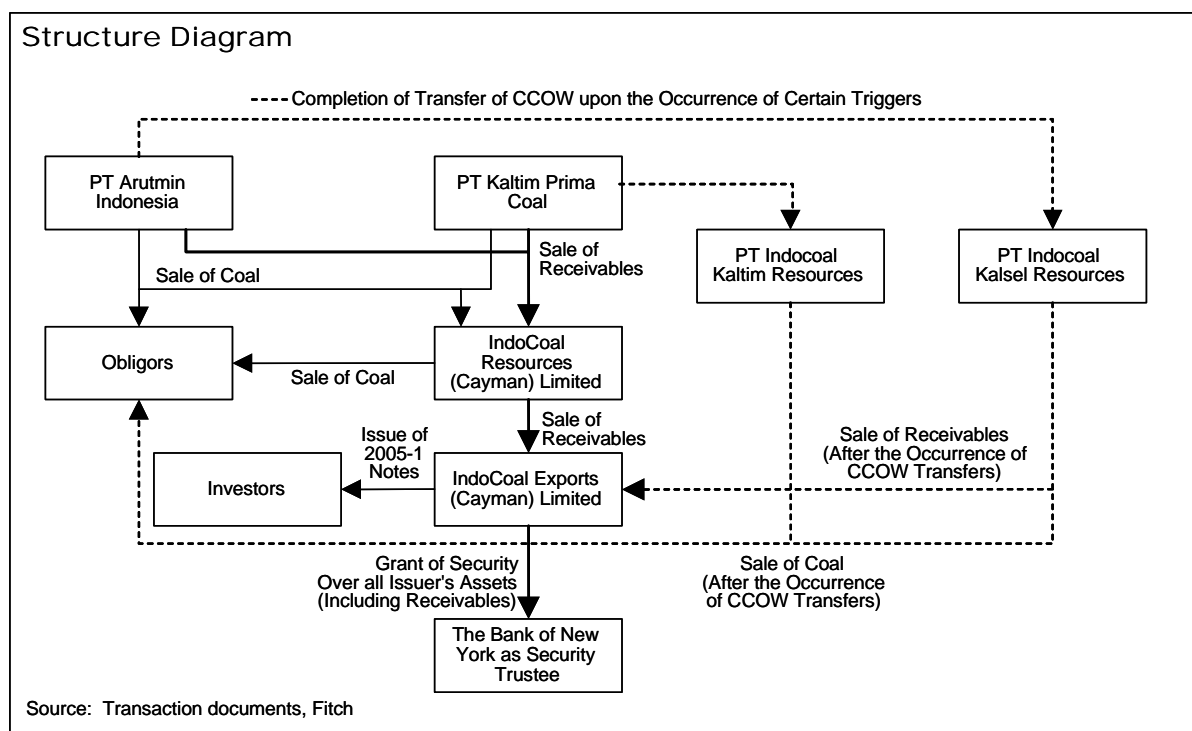 Structure Diagram
Completion of Transfer of CCOW upon the Occurrence of Certain Triggers
PT Arutmin
Indonesia
PT Kaltim Prima
Coal
PT Indocoal
Kaltim Resources
PT Indocoal
Kalsel Resources
Sale of
Receivables
Sale of Coal
Obligors
IndoCoal
Resources
(Cayman) Limited
Sale of Coal
Sale of
Receivables
Issue of
2005-1
Notes
Investors
IndoCoal Exports
(Cayman) Limited
Sale of Receivables
(After the Occurrence of
CCOW Transfers)
Grant of Security
Over all Issuer's Assets
(Including Receivables)
Sale of Coal
(After the Occurrence
of CCOW Transfers)
The Bank of New
York as Security
Trustee
Source: Transaction documents, Fitch